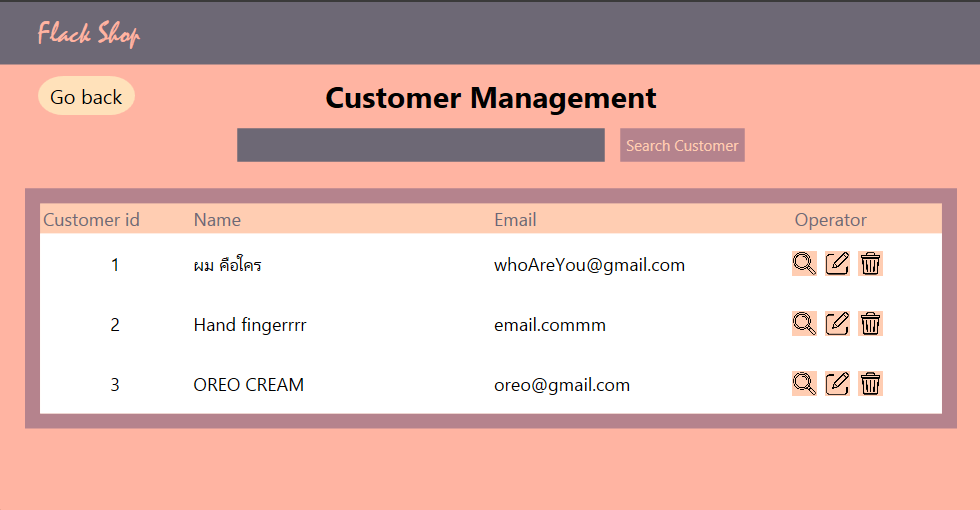 Flack Shop
Go back
Customer Management
Search Customer
Customer id Name Email Operator
1 ผม คือใคร whoAreYou@gmail.com
2 Hand fingerrrr email.commm
3 OREO CREAM oreo@gmail.com